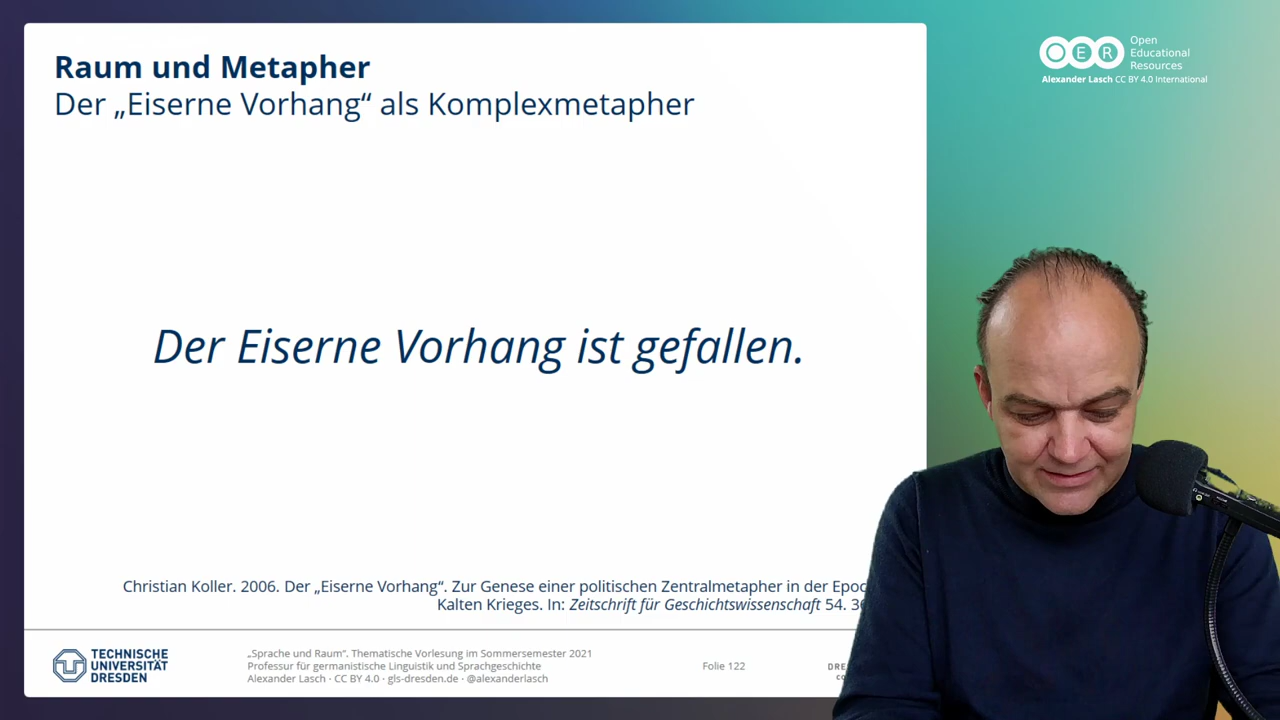 Raum und Metapher
Der „Eiserne Vorhang“ als Komplexmetapher
OER
Open
Educational
Resources
Alexander Lasch CC BY 4.0 International
Der Eiserne Vorhang ist gefallen.
Christian Koller. 2006. Der „Eiserne Vorhang“. Zur Genese einer politischen Zentralmetapher in der
Kalten Krieges. In: Zeitschrift für Geschichtswissenschaft 54.
TECHNISCHE
UNIVERSITÄT
DRESDEN
„Sprache und Raum“. Thematische Vorlesung im Sommersemester 2021
Professur für germanistische Linguistik und Sprachgeschichte
Alexander Lasch · CC BY 4.0 · gls-dresden.de · @alexanderlasch
Folie 122